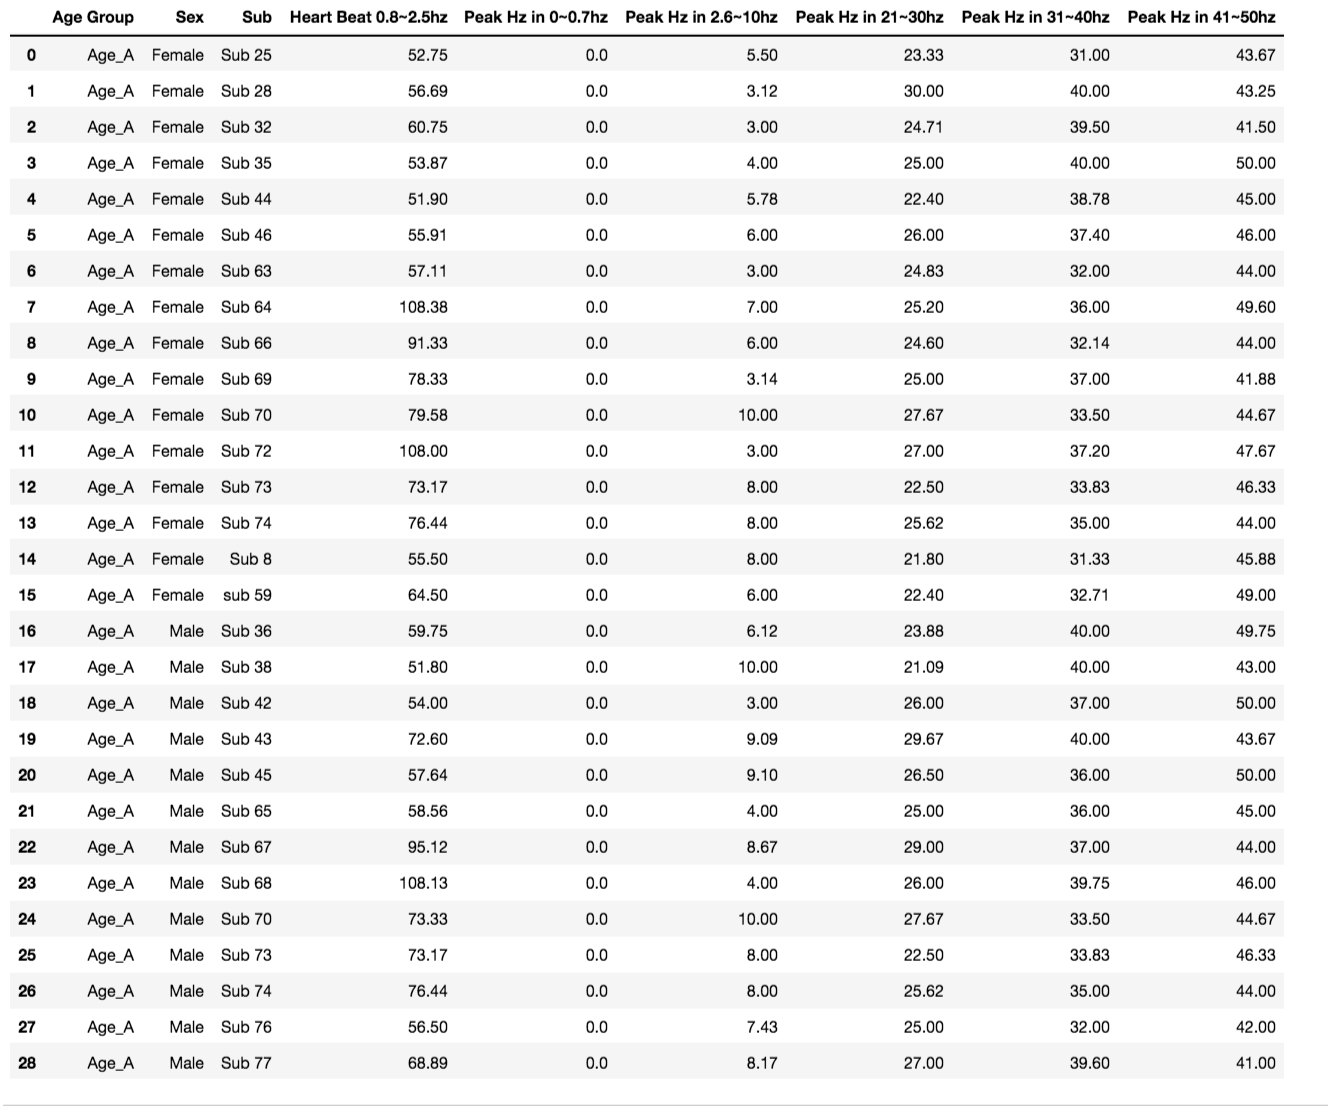 Age Group Sex Sub Heart Beat 0.8~2.5hz Peak Hz in 0~0.7hz Peak Hz in 2.6~10hz Peak Hz in 21~30hz Peak Hz in 31~40hz Peak Hz in 41~50hz
0 Age_A Female Sub 25 52.75 0.0 5.50 23.33 31.00 43.67
1 Age_A Female Sub 28 56.69 0.0 3.12 30.00 40.00 43.25
2 Age_A Female Sub 32 60.75 0.0 3.00 24.71 39.50 41.50
3 Age_A Female Sub 35 53.87 0.0 4.00 25.00 40.00 50.00
4 Age_A Female Sub 44 51.90 0.0 5.78 22.40 38.78 45.00
5 Age_A Female Sub 46 55.91 0.0 6.00 26.00 37.40 46.00
6 Age_A Female Sub 63 57.11 0.0 3.00 24.83 32.00 44.00
7 Age_A Female Sub 64 108.38 0.0 7.00 25.20 36.00 49.60
8 Age_A Female Sub 66 91.33 0.0 6.00 24.60 32.14 44.00
9 Age_A Female Sub 69 78.33 0.0 3.14 25.00 37.00 41.88
10 Age_A Female Sub 70 79.58 0.0 10.00 27.67 33.50 44.67
11 Age_A Female Sub 72 108.00 0.0 3.00 27.00 37.20 47.67
12 Age_A Female Sub 73 73.17 0.0 8.00 22.50 33.83 46.33
13 Age_A Female Sub 74 76.44 0.0 8.00 25.62 35.00 44.00
14 Age_A Female Sub 8 55.50 0.0 8.00 21.80 31.33 45.88
15 Age_A Female sub 59 64.50 0.0 6.00 22.40 32.71 49.00
16 Age_A Male Sub 36 59.75 0.0 6.12 23.88 40.00 49.75
17 Age_A Male Sub 38 51.80 0.0 10.00 21.09 40.00 43.00
18 Age_A Male Sub 42 54.00 0.0 3.00 26.00 37.00 50.00
19 Age_A Male Sub 43 72.60 0.0 9.09 29.67 40.00 43.67
20 Age_A Male Sub 45 57.64 0.0 9.10 26.50 36.00 50.00
21 Age_A Male Sub 65 58.56 0.0 4.00 25.00 36.00 45.00
22 Age_A Male Sub 67 95.12 0.0 8.67 29.00 37.00 44.00
23 Age_A Male Sub 68 108.13 0.0 4.00 26.00 39.75 46.00
24 Age_A Male Sub 70 73.33 0.0 10.00 27.67 33.50 44.67
25 Age_A Male Sub 73 73.17 0.0 8.00 22.50 33.83 46.33
26 Age_A Male Sub 74 76.44 0.0 8.00 25.62 35.00 44.00
27 Age_A Male Sub 76 56.50 0.0 7.43 25.00 32.00 42.00
28 Age_A Male Sub 77 68.89 0.0 8.17 27.00 39.60 41.00